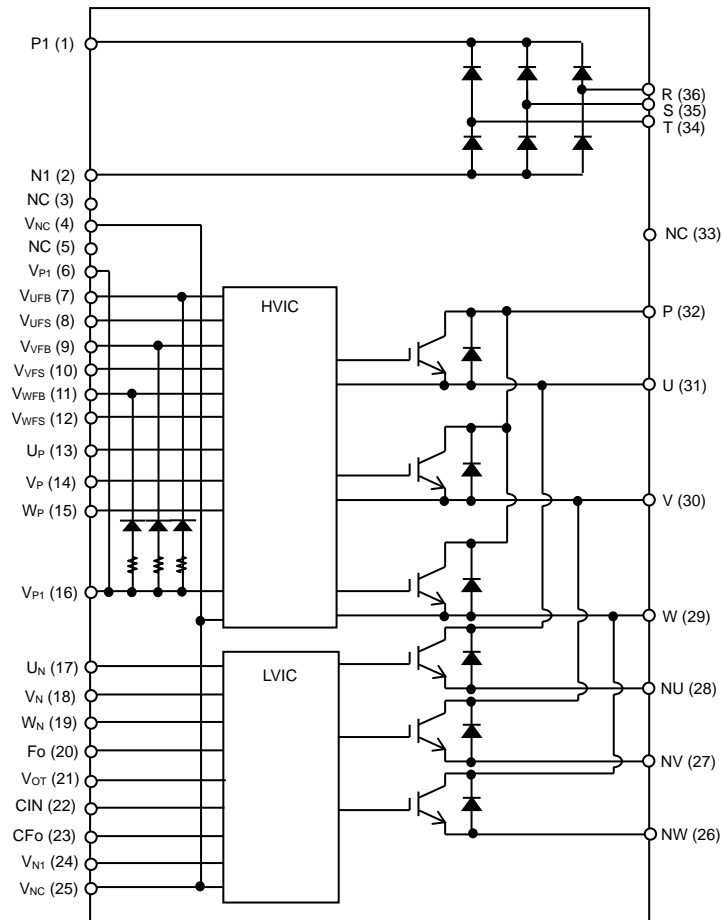 P1 (1)
N1 (2)
NC (3)
VNC (4)
NC (5)
VP1 (6)
VUFB (7)
VUFS (8)
VVFB (9)
VVFS (10)
VWFB (11)
VWFS (12)
UP (13)
VP (14)
WP (15)
VP1 (16)
UN (17)
VN (18)
WN (19)
Fo (20)
VOT (21)
CIN (22)
CFo (23)
VN1 (24)
VNC (25)
HVIC
LVIC
R (36)
S (35)
T (34)
NC (33)
P (32)
U (31)
V (30)
W (29)
NU (28)
NV (27)
NW (26)